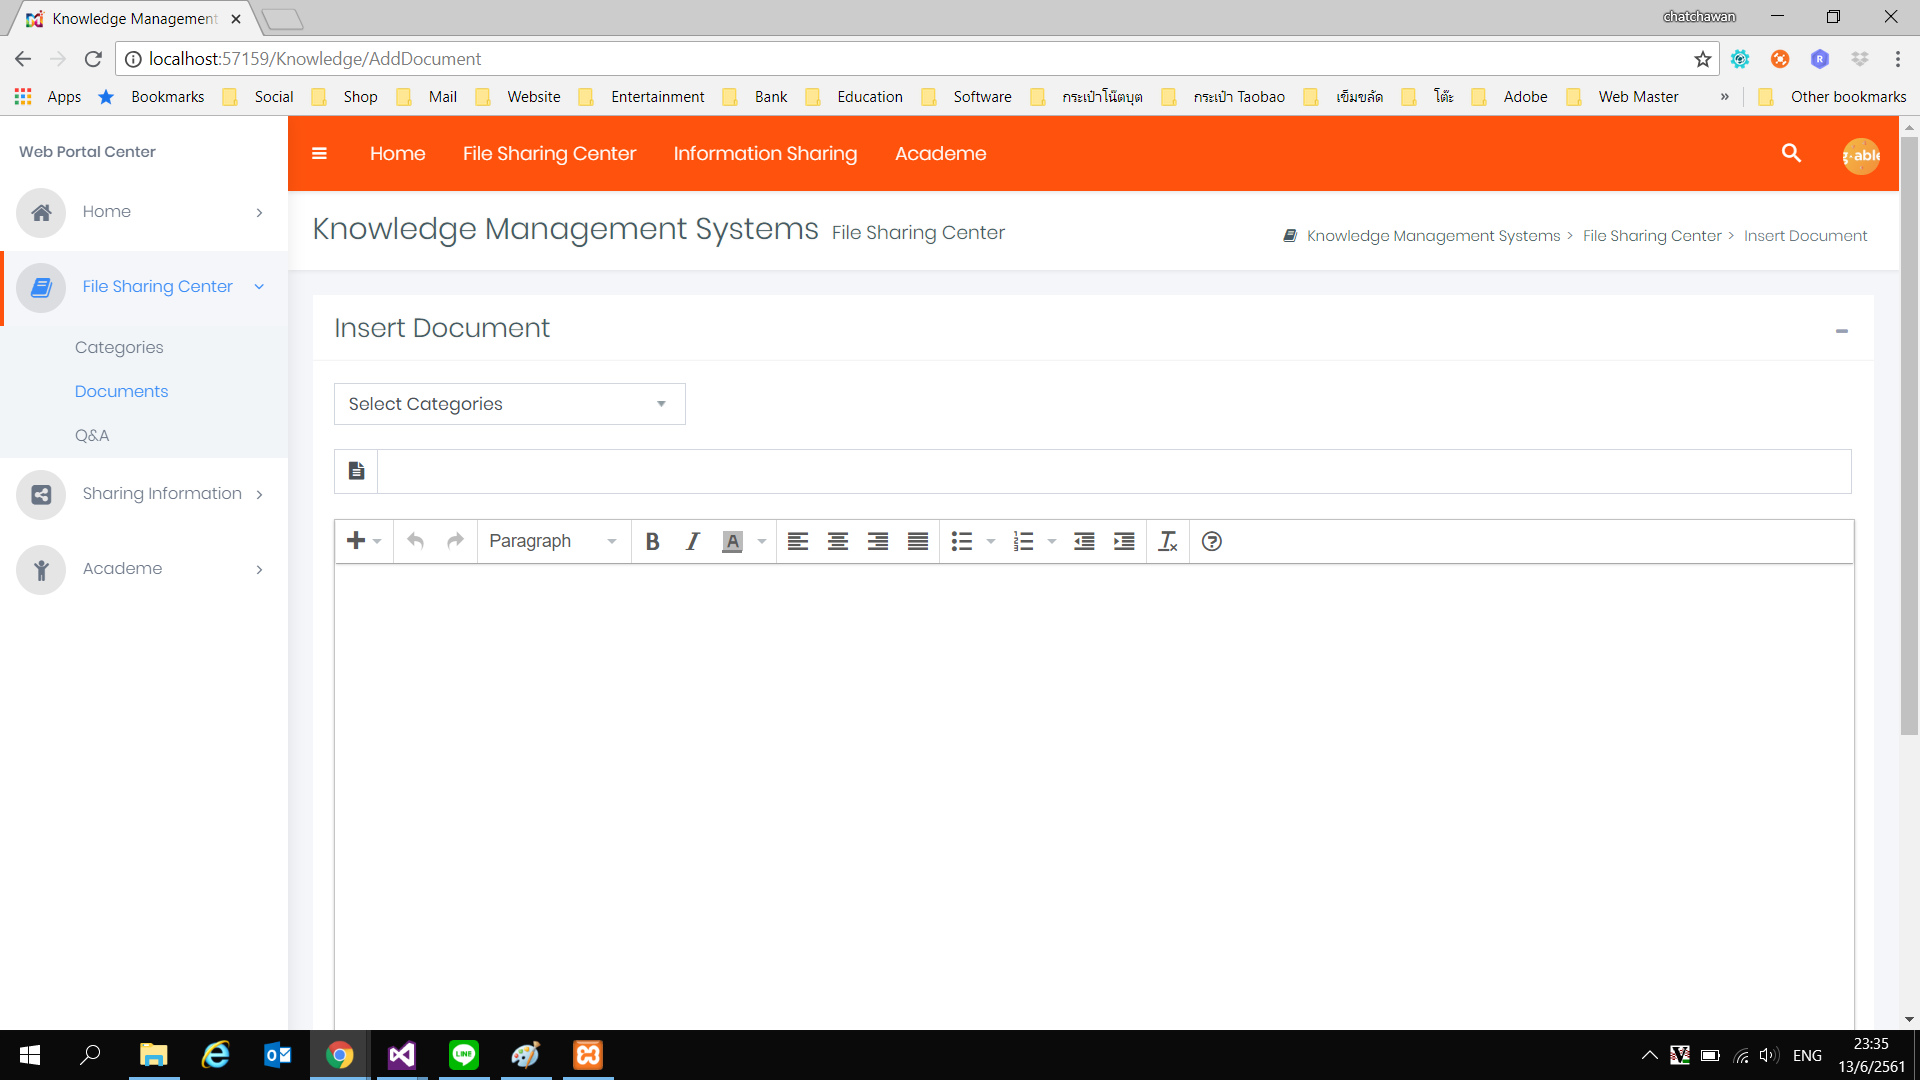 Knowledge Management
chatchawan
localhost:57159/Knowledge/AddDocument
Apps Bookmarks Social Shop Mail Website Entertainment Bank Education Software กระเป๋าโน๊ตบุต กระเป๋า Taobao เข็มขลัด โต๊ะ Adobe Web Master » Other bookmarks
Web Portal Center
Home
File Sharing Center
Categories
Documents
Q&A
Sharing Information
Academe
Home File Sharing Center Information Sharing Academe
g·able
Knowledge Management Systems File Sharing Center
Knowledge Management Systems > File Sharing Center > Insert Document
Insert Document
Select Categories
Paragraph B I A
ENG
23:35
13/6/2561